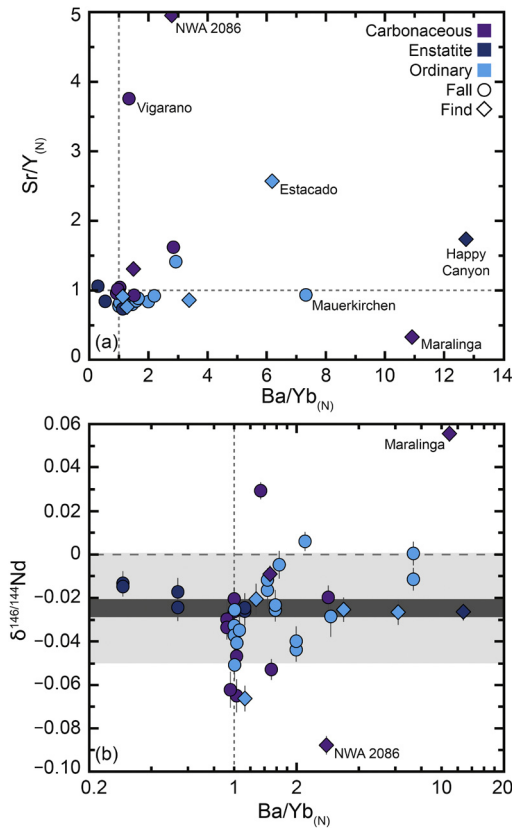 5
4
3
2
1
1
0
Sr/Y(N)
NWA 2086
Vigarano
Estacado
Happy
Canyon
Mauerkirchen
Maralinga
Carbonaceous
Enstatite
Ordinary
Fall
Find
(a)
0 2 4 6 8 10 12 14
Ba/Yb(N)
0.06
0.04
0.02
0
−0.02
−0.04
−0.06
−0.08
−0.10
δ146/144Nd
Maralinga
NWA 2086
(b)
0.2 1 2 10 20
Ba/Yb(N)